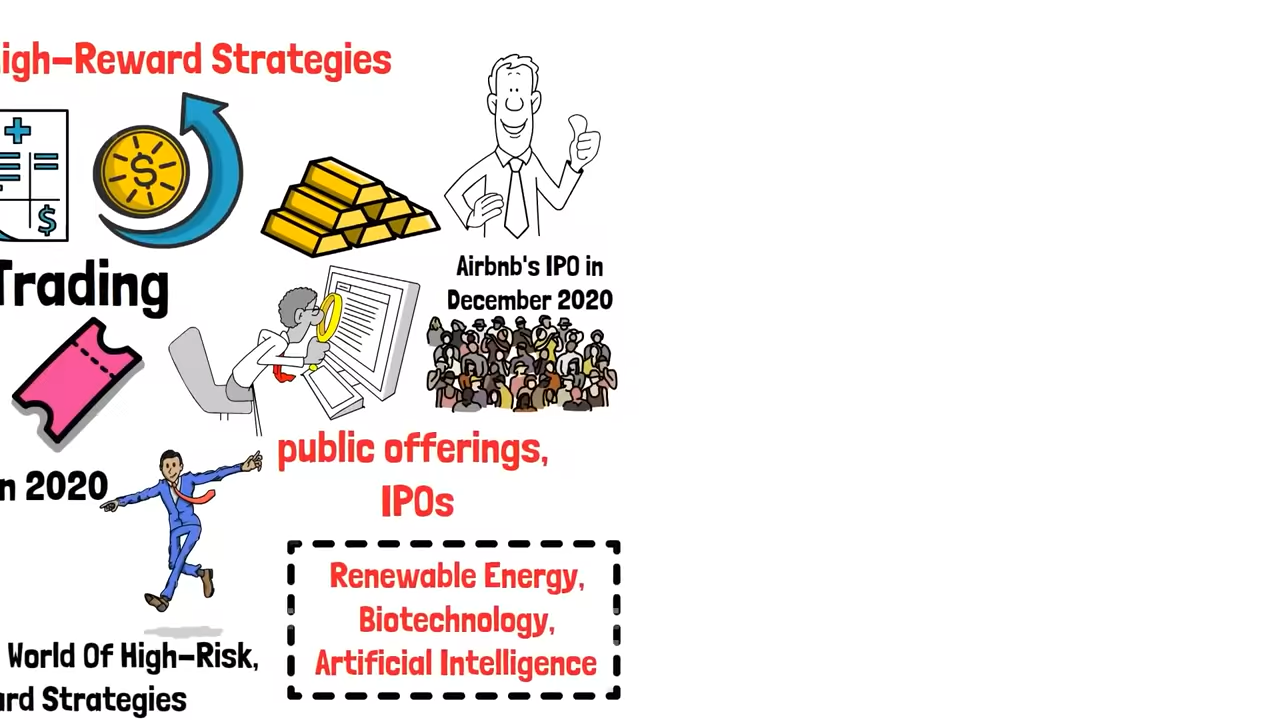 igh-Reward Strategies
$
$
Trading
Airbnb's IPO in
December 2020
public offerings,
IPOs
n 2020
Renewable Energy,
Biotechnology,
Artificial Intelligence
World Of High-Risk,
ard Strategies